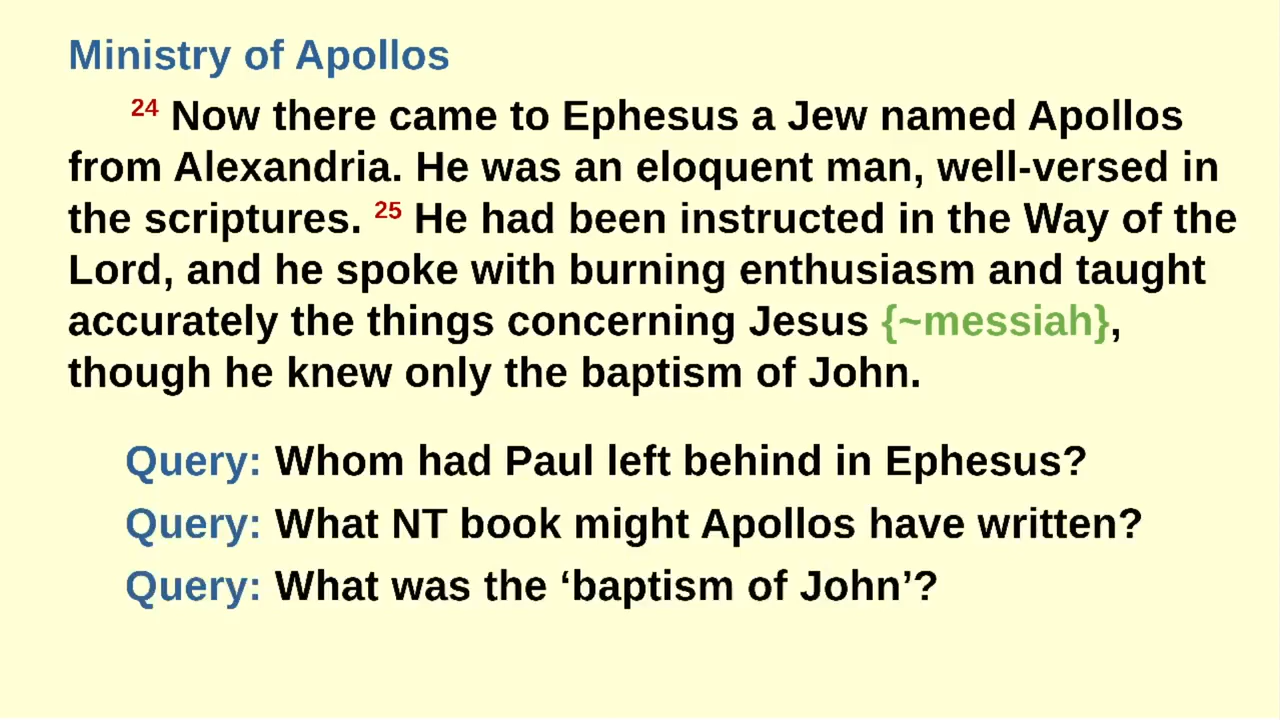 Ministry of Apollos
24 Now there came to Ephesus a Jew named Apollos
from Alexandria. He was an eloquent man, well-versed in
the scriptures. 25 He had been instructed in the Way of the
Lord, and he spoke with burning enthusiasm and taught
accurately the things concerning Jesus {~messiah},
though he knew only the baptism of John.
Query: Whom had Paul left behind in Ephesus?
Query: What NT book might Apollos have written?
Query: What was the ‘baptism of John’?